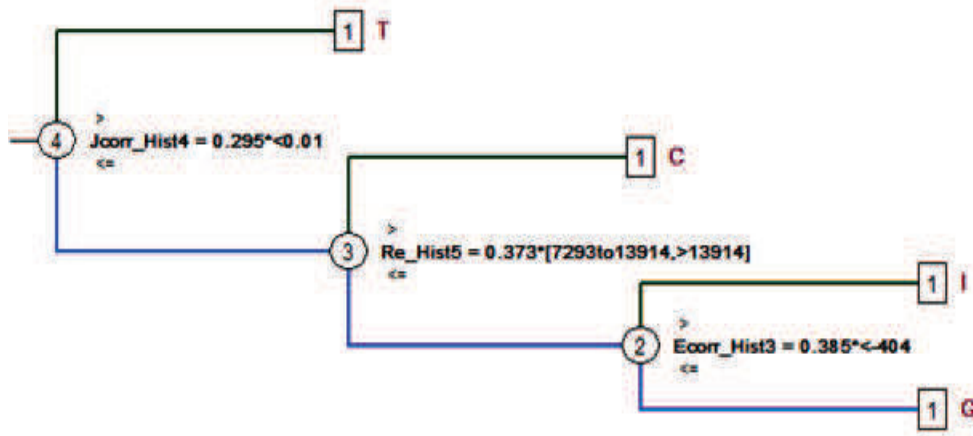 1 T
>
4 Jcorr_Hist4 = 0.295*<0.01
<=
1 C
>
3 Re_Hist5 = 0.373*[7293to13914,>13914]
<=
1 I
>
2 Ecorr_Hist3 = 0.385*<-404
<=
1 G